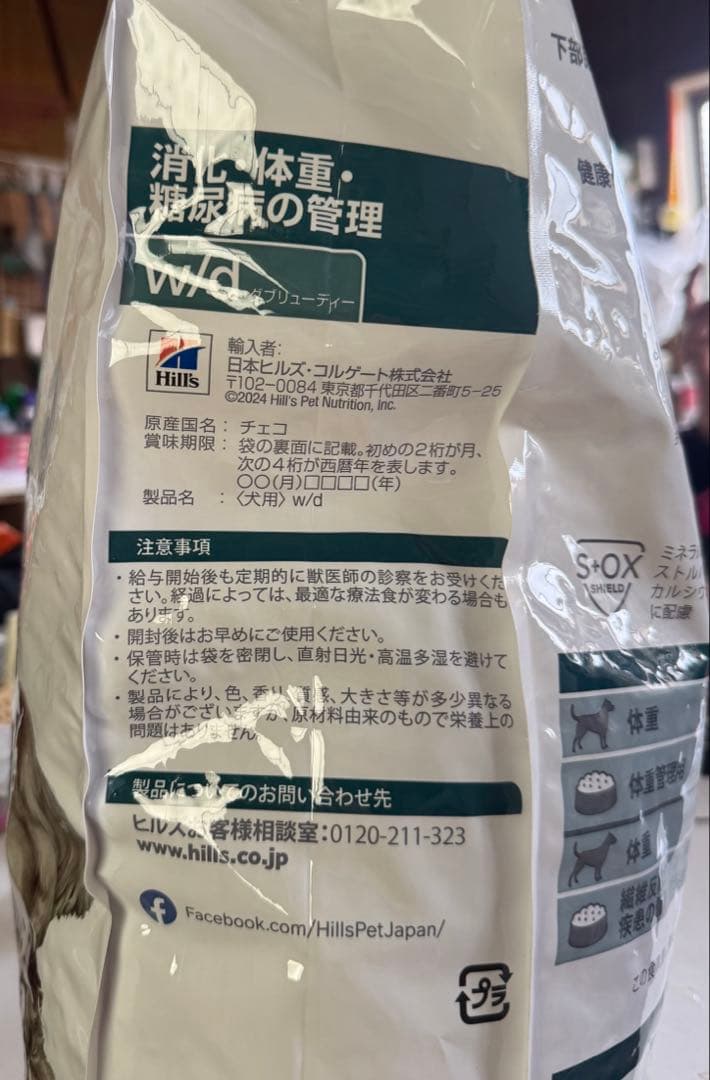 消化・体重・
糖尿病の管理
w/d ダブリューディー
Hill's
輸入者:
日本ヒルズ・コルゲート株式会社
〒102-0084 東京都千代田区二番町5-25
©2024 Hill's Pet Nutrition, Inc.
原産国名: チェコ
賞味期限: 袋の裏面に記載。初めの2桁が月、
次の4桁が西暦年を表します。
○○(月)□□□□(年)
製品名 : 〈犬用〉w/d
注意事項
・給与開始後も定期的に獣医師の診察をお受けくだ
さい。経過によっては、最適な療法食が変わる場合も
あります。
・開封後はお早めにご使用ください。
・保管時は袋を密閉し、直射日光・高温多湿を避けて
ください。
・製品により、色、香り、質感、大きさ等が多少異なる
場合がございますが、原材料由来のもので栄養上の
問題はありません。
製品についてのお問い合わせ先
ヒルズお客様相談室:0120-211-323
www.hills.co.jp
Facebook.com/HillsPetJapan/
プラ
下部
健康
S+OX
SHIELD
ミネラル
ストル
カルシウ
に配慮
体重
体重管理用
体重
繊維反
疾患の
この食